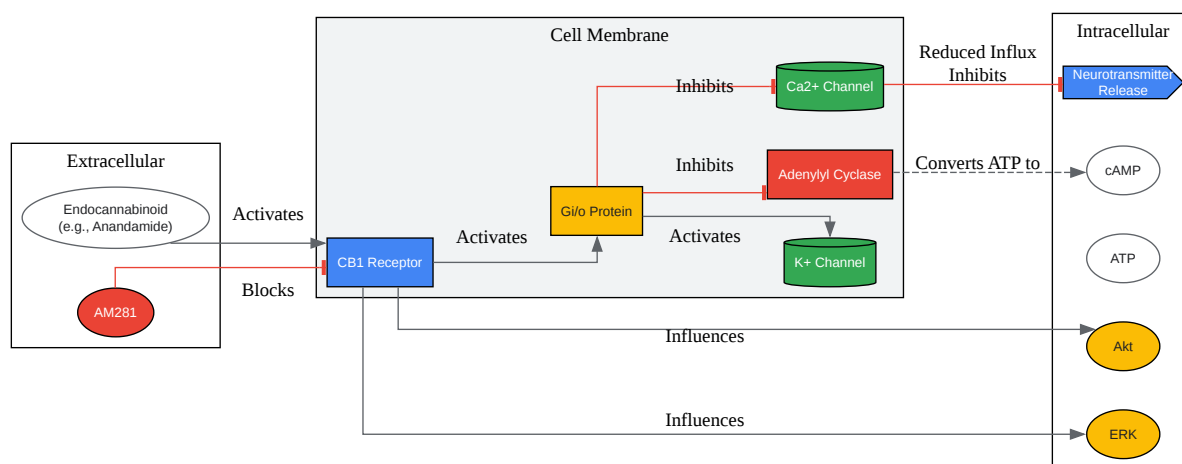 Cell Membrane
Intracellular
Extracellular
Reduced Influx
Inhibits
Inhibits
Ca2+ Channel
Neurotransmitter
Release
Inhibits
Adenylyl Cyclase
Converts ATP to
cAMP
Endocannabinoid
(e.g., Anandamide)
Activates
Gi/o Protein
Activates
Activates
CB1 Receptor
K+ Channel
ATP
Blocks
AM281
Influences
Akt
Influences
ERK